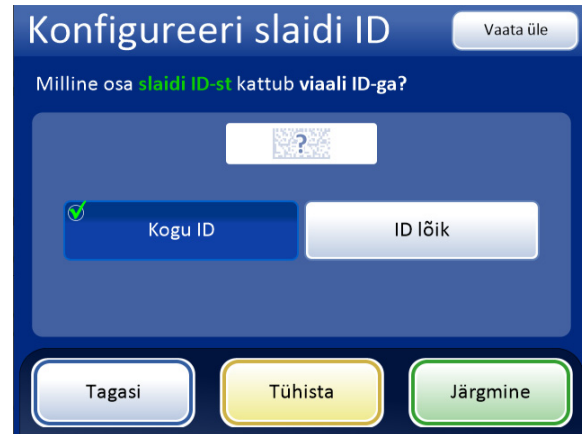 Konfigureeri slaidi ID
Vaata üle
Milline osa slaidi ID-st kattub viaali ID-ga?
?
Kogu ID
ID lõik
Tagasi
Tühista
Järgmine